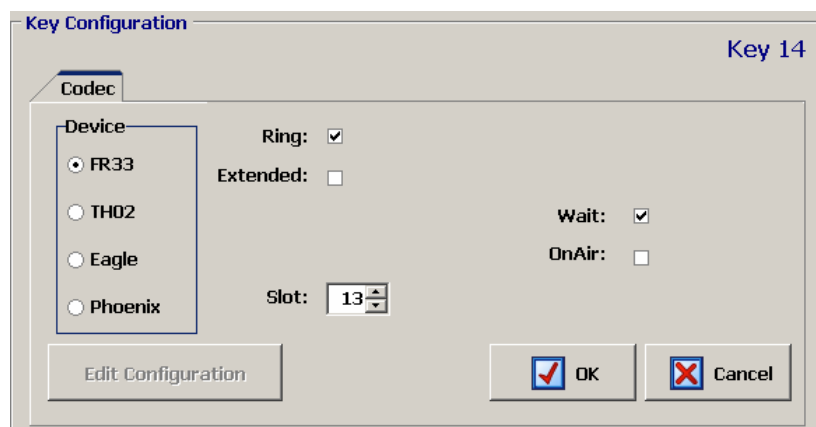 Key Configuration
Key 14
Codec
Device
Ring:
FR33
Extended:
TH02
Wait:
Eagle
OnAir:
Phoenix
Slot: 13
Edit Configuration
OK
Cancel